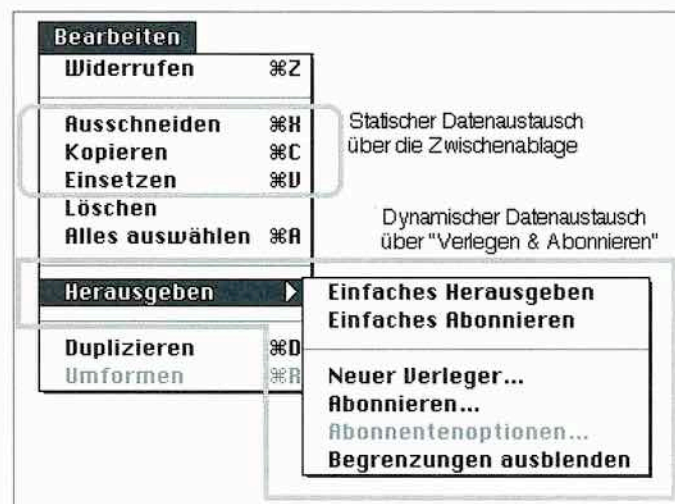 Bearbeiten
Widerrufen ⌘Z
Ausschneiden ⌘X
Kopieren ⌘C
Einsetzen ⌘V
Löschen
Alles auswählen ⌘A
Statischer Datenaustausch
über die Zwischenablage
Dynamischer Datenaustausch
über "Verlegen & Abonnieren"
Herausgeben
Duplizieren ⌘D
Umformen ⌘R
Einfaches Herausgeben
Einfaches Abonnieren
Neuer Verleger...
Abonnieren...
Abonnentenoptionen...
Begrenzungen ausblenden